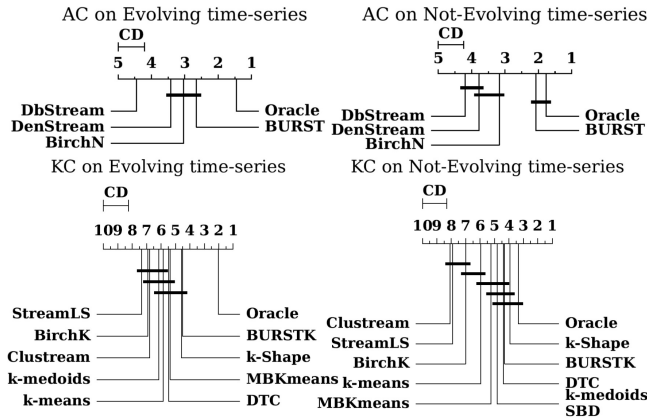 AC on Evolving time-series
CD
5 4 3 2 1
DbStream
DenStream
BirchN
Oracle
BURST
AC on Not-Evolving time-series
CD
5 4 3 2 1
DbStream
DenStream
BirchN
Oracle
BURST
KC on Evolving time-series
CD
10 9 8 7 6 5 4 3 2 1
StreamLS
BirchK
Clustream
k-medoids
k-means
Oracle
BURSTK
k-Shape
MBKmeans
DTC
KC on Not-Evolving time-series
CD
10 9 8 7 6 5 4 3 2 1
Clustream
StreamLS
BirchK
k-means
MBKmeans
Oracle
k-Shape
BURSTK
DTC
k-medoids
SBD